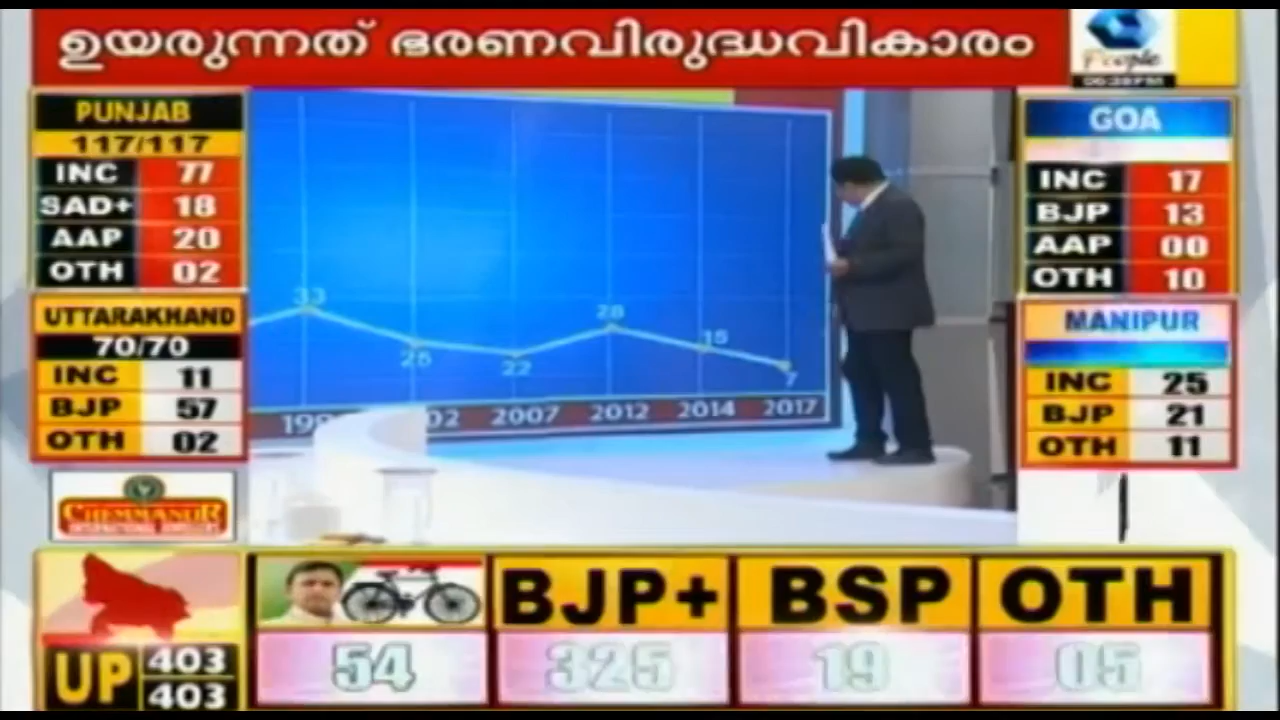 ഉയരുന്നത് ഭരണവിരുദ്ധവികാരം
People
PUNJAB
117/117
INC 77
SAD+ 18
AAP 20
OTH 02
UTTARAKHAND
70/70
INC 11
BJP 57
OTH 02
CHEMMANUR
33 25 22 28 15 7
02 2007 2012 2014 2017
GOA
INC 17
BJP 13
AAP 00
OTH 10
MANIPUR
INC 25
BJP 21
OTH 11
BJP+ BSP OTH
UP 403 54 325 19 05
403